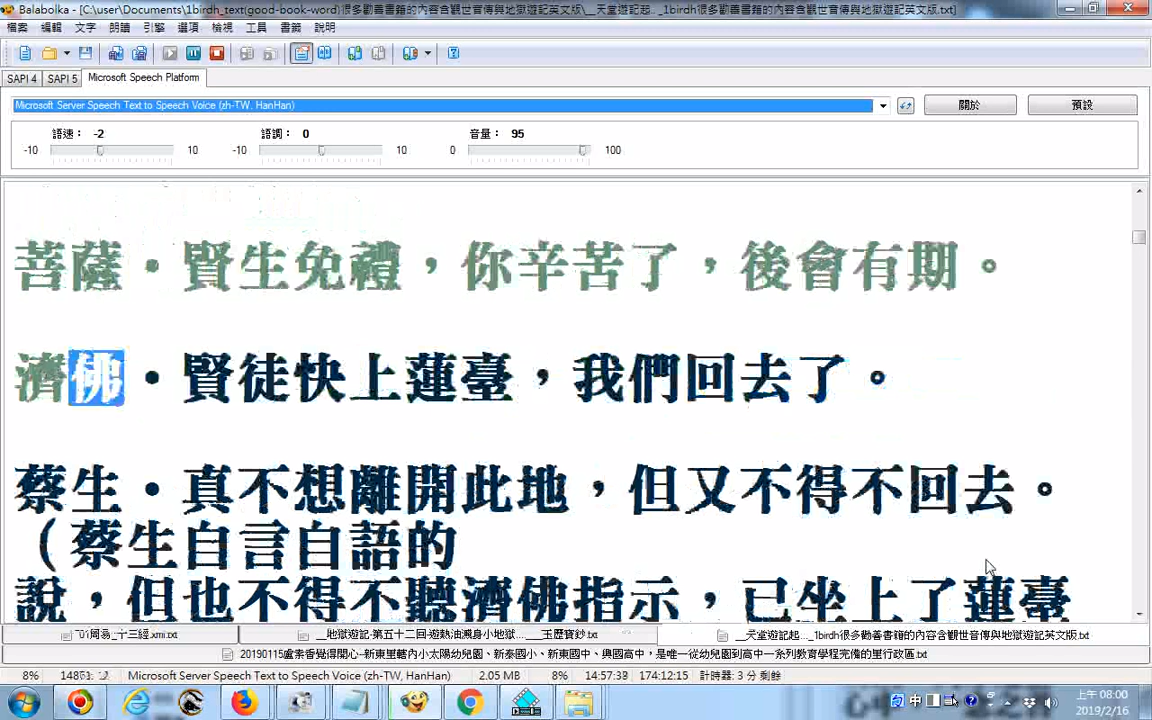 Balabolka - [C:\user\Documents\1birdh_text(good-book-word)很多勸善書籍的內容含觀世音傳與地獄遊記英文版\__天堂遊記起..._1birdh很多勸善書籍的內容含觀世音傳與地獄遊記英文版.txt]
檔案 編輯 文字 朗讀 引擎 選項 檢視 工具 書籤 說明
SAPI 4 SAPI 5 Microsoft Speech Platform
Microsoft Server Speech Text to Speech Voice (zh-TW, HanHan) 關於 預設
語速： -2 語調： 0 音量： 95
-10 10 -10 10 0 100
菩薩•賢生免禮，你辛苦了，後會有期。
濟佛•賢徒快上蓮臺，我們回去了。
蔡生•真不想離開此地，但又不得不回去。
（蔡生自言自語的
說，但也不得不聽濟佛指示，已坐上了蓮臺
周易_十三經.xmi.txt __地獄遊記-第五十二回-遊熱油濺身小地獄...___玉歷寶鈔.txt __天堂遊記起..._1birdh很多勸善書籍的內容含觀世音傳與地獄遊記英文版.txt
20190115盧素香覺得開心-新東里轄內小太陽幼兒園、新泰國小、新東國中、興國高中，是唯一從幼兒園到高中一系列教育學程完備的里行政區.txt
8% Microsoft Server Speech Text to Speech Voice (zh-TW, HanHan) 2.05 MB 8% 14:57:38 174:12:15 計時器： 3 分 剩餘
中 上午 08:00
2019/2/16